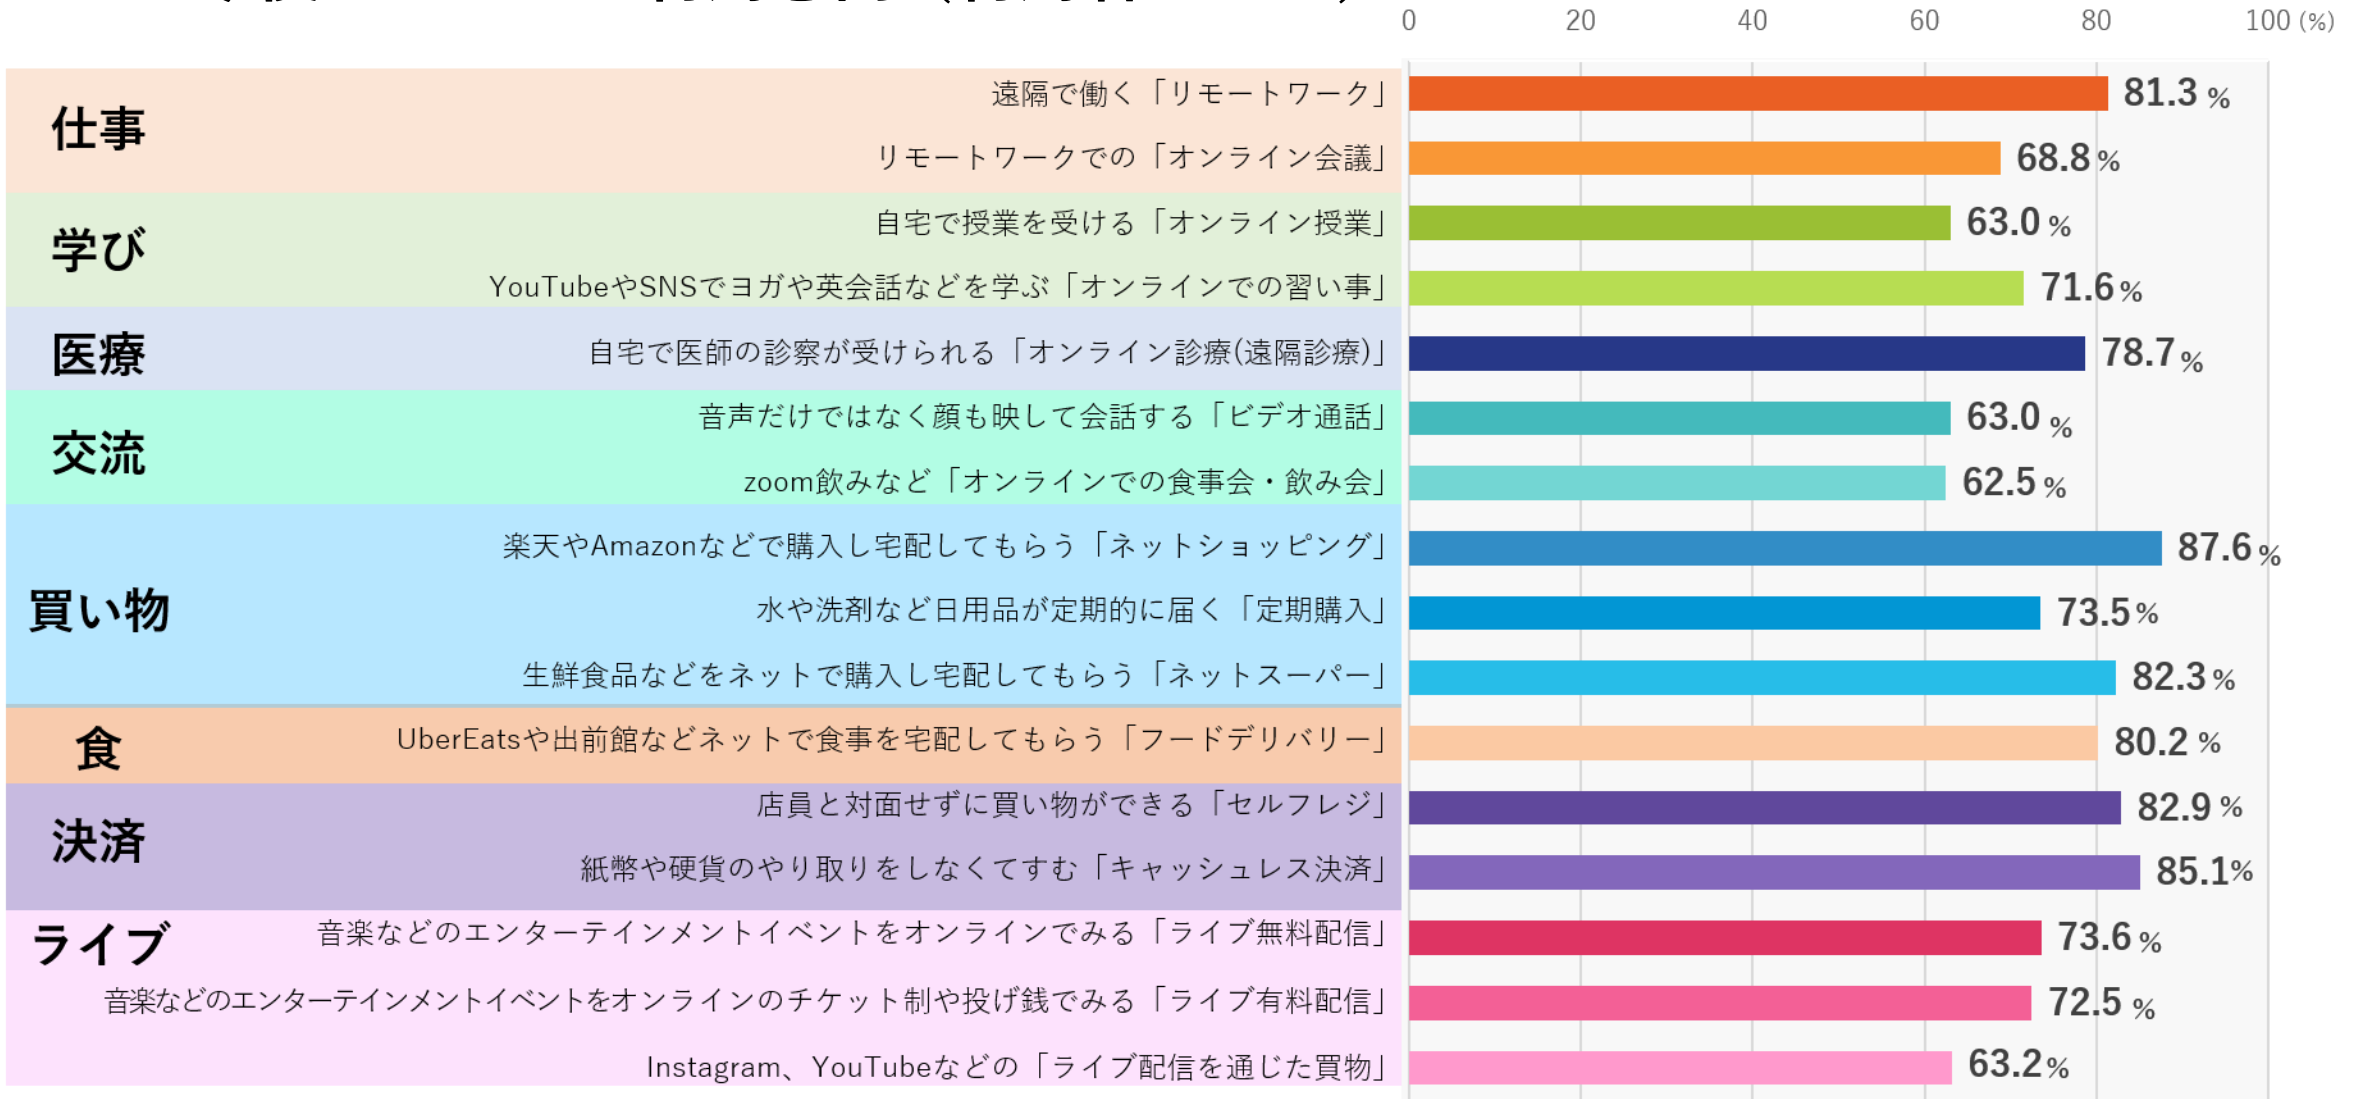 0 20 40 60 80 100 (%)
仕事
遠隔で働く「リモートワーク」 81.3 %
リモートワークでの「オンライン会議」 68.8 %
学び
自宅で授業を受ける「オンライン授業」 63.0 %
YouTubeやSNSでヨガや英会話などを学ぶ「オンラインでの習い事」 71.6 %
医療
自宅で医師の診察が受けられる「オンライン診療(遠隔診療)」 78.7 %
交流
音声だけではなく顔も映して会話する「ビデオ通話」 63.0 %
zoom飲みなど「オンラインでの食事会・飲み会」 62.5 %
買い物
楽天やAmazonなどで購入し宅配してもらう「ネットショッピング」 87.6 %
水や洗剤など日用品が定期的に届く「定期購入」 73.5 %
生鮮食品などをネットで購入し宅配してもらう「ネットスーパー」 82.3 %
食
UberEatsや出前館などネットで食事を宅配してもらう「フードデリバリー」 80.2 %
決済
店員と対面せずに買い物ができる「セルフレジ」 82.9 %
紙幣や硬貨のやり取りをしなくてすむ「キャッシュレス決済」 85.1%
ライブ
音楽などのエンターテインメントイベントをオンラインでみる「ライブ無料配信」 73.6 %
音楽などのエンターテインメントイベントをオンラインのチケット制や投げ銭でみる「ライブ有料配信」 72.5 %
Instagram、YouTubeなどの「ライブ配信を通じた買物」 63.2%